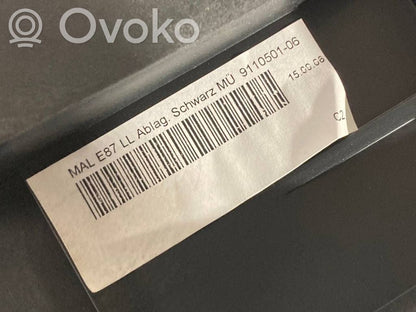 Ovoko
MAL E87 LL Ablag. Schwarz MÜ 9110501-06
15.09.08
C2